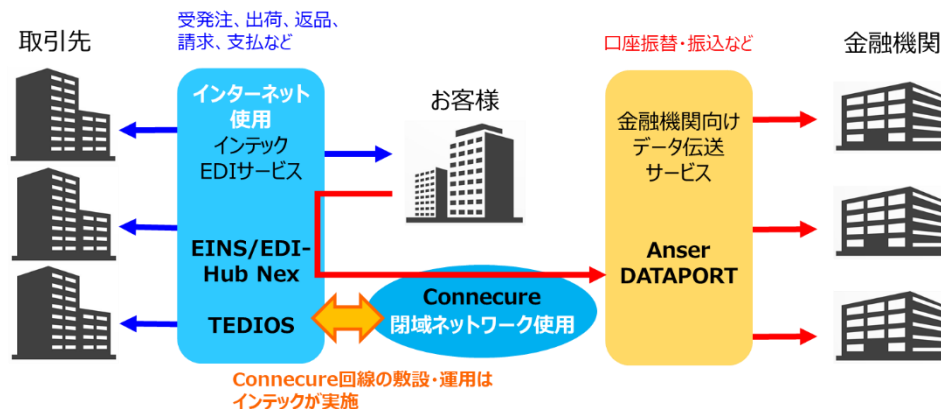 受発注、出荷、返品、
請求、支払など
取引先
口座振替・振込など
金融機関
インターネット
使用
インテック
EDIサービス
お客様
金融機関向け
データ伝送
サービス
EINS/EDI-
Hub Nex
Anser
DATAPORT
TEDIOS
Connecure
閉域ネットワーク使用
Connecure回線の敷設・運用は
インテックが実施